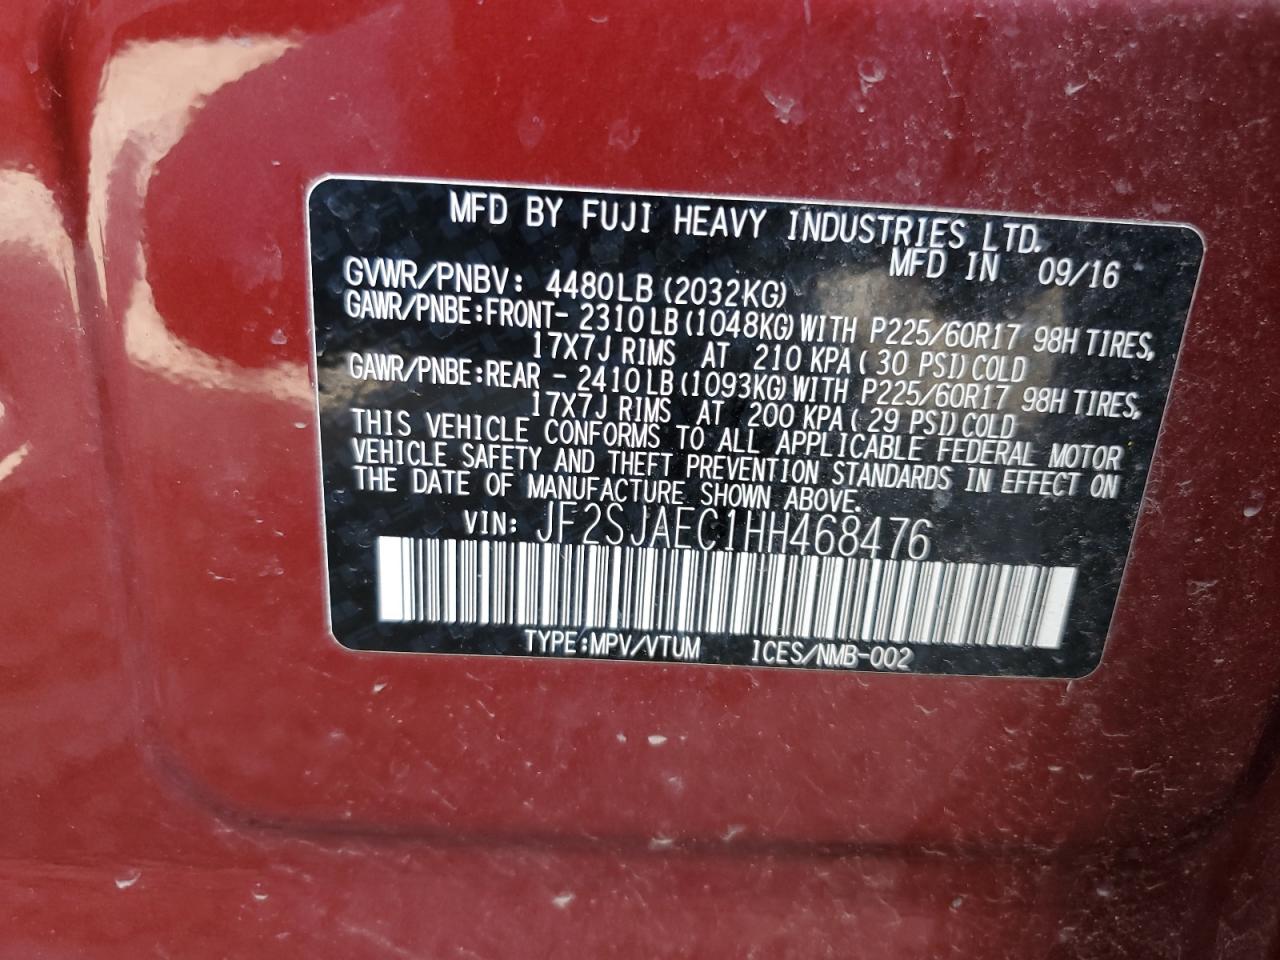 MFD BY FUJI HEAVY INDUSTRIES LTD.
MFD IN 09/16
GVWR/PNBV: 4480LB (2032KG)
GAWR/PNBE:FRONT- 2310LB (1048KG) WITH P225/60R17 98H TIRES,
17X7J RIMS AT 210 KPA ( 30 PSI) COLD
GAWR/PNBE:REAR - 2410LB (1093KG) WITH P225/60R17 98H TIRES,
17X7J RIMS AT 200 KPA ( 29 PSI) COLD
THIS VEHICLE CONFORMS TO ALL APPLICABLE FEDERAL MOTOR
VEHICLE SAFETY AND THEFT PREVENTION STANDARDS IN EFFECT ON
THE DATE OF MANUFACTURE SHOWN ABOVE.
VIN: JF2SJAEC1HH468476
TYPE:MPV/VTUM ICES/NMB-002